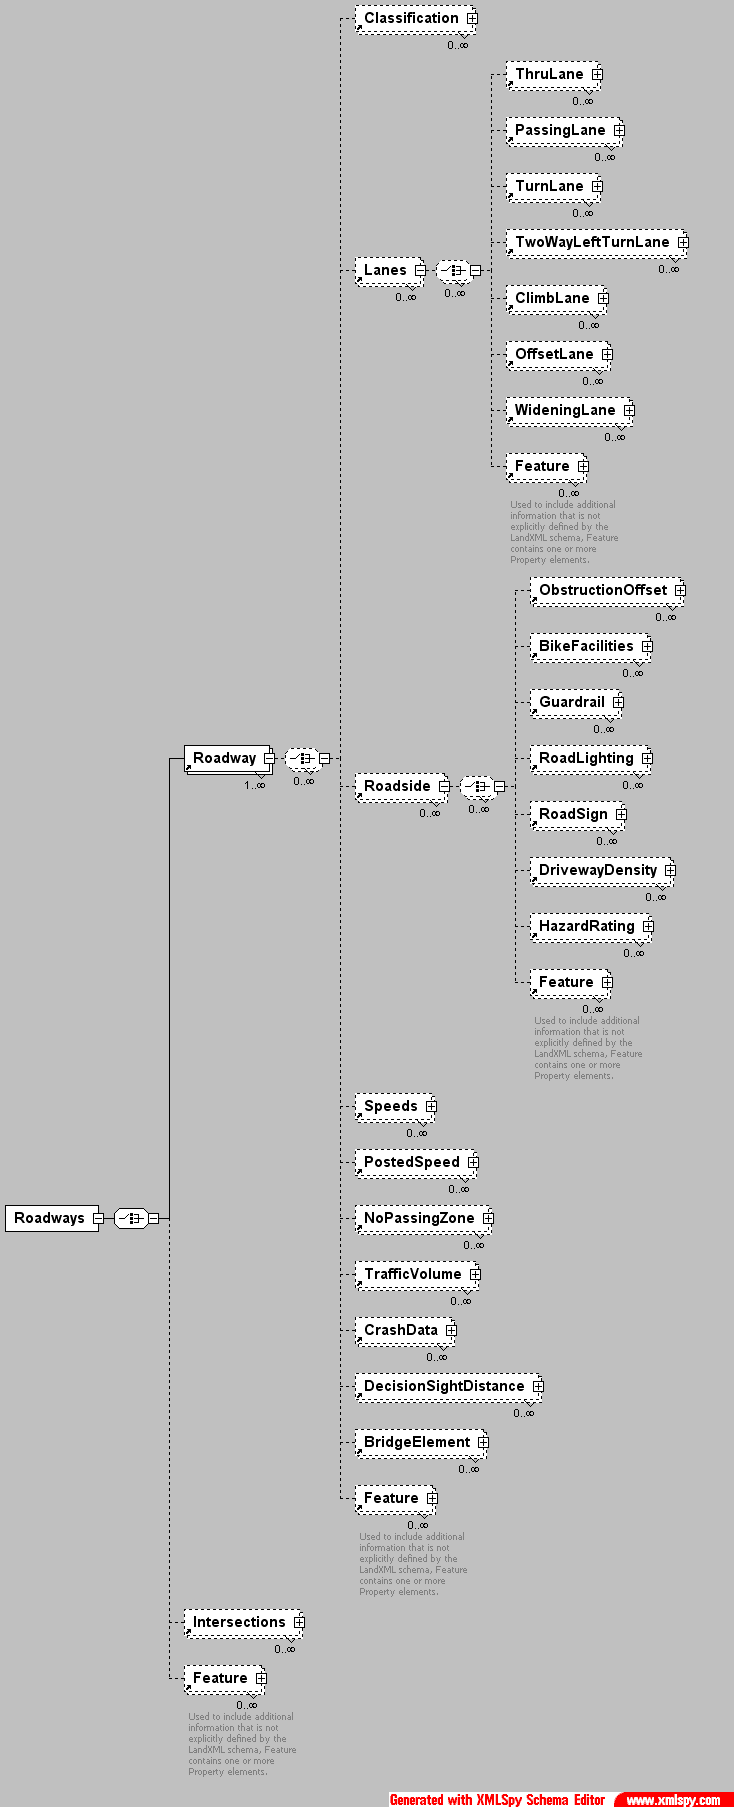 Classification
0..∞
ThruLane
0..∞
PassingLane
0..∞
TurnLane
0..∞
TwoWayLeftTurnLane
0..∞
Lanes
0..∞
0..∞
ClimbLane
0..∞
OffsetLane
0..∞
WideningLane
0..∞
Feature
0..∞
Used to include additional
information that is not
explicitly defined by the
LandXML schema, Feature
contains one or more
Property elements.
ObstructionOffset
0..∞
BikeFacilities
0..∞
Guardrail
0..∞
Roadway
1..∞
0..∞
RoadLighting
0..∞
Roadside
0..∞
0..∞
RoadSign
0..∞
DrivewayDensity
0..∞
HazardRating
0..∞
Feature
0..∞
Used to include additional
information that is not
explicitly defined by the
LandXML schema, Feature
contains one or more
Property elements.
Speeds
0..∞
PostedSpeed
0..∞
Roadways
NoPassingZone
0..∞
TrafficVolume
0..∞
CrashData
0..∞
DecisionSightDistance
0..∞
BridgeElement
0..∞
Feature
0..∞
Used to include additional
information that is not
explicitly defined by the
LandXML schema, Feature
contains one or more
Property elements.
Intersections
0..∞
Feature
0..∞
Used to include additional
information that is not
explicitly defined by the
LandXML schema, Feature
contains one or more
Property elements.
Generated with XMLSpy Schema Editor www.xmlspy.com